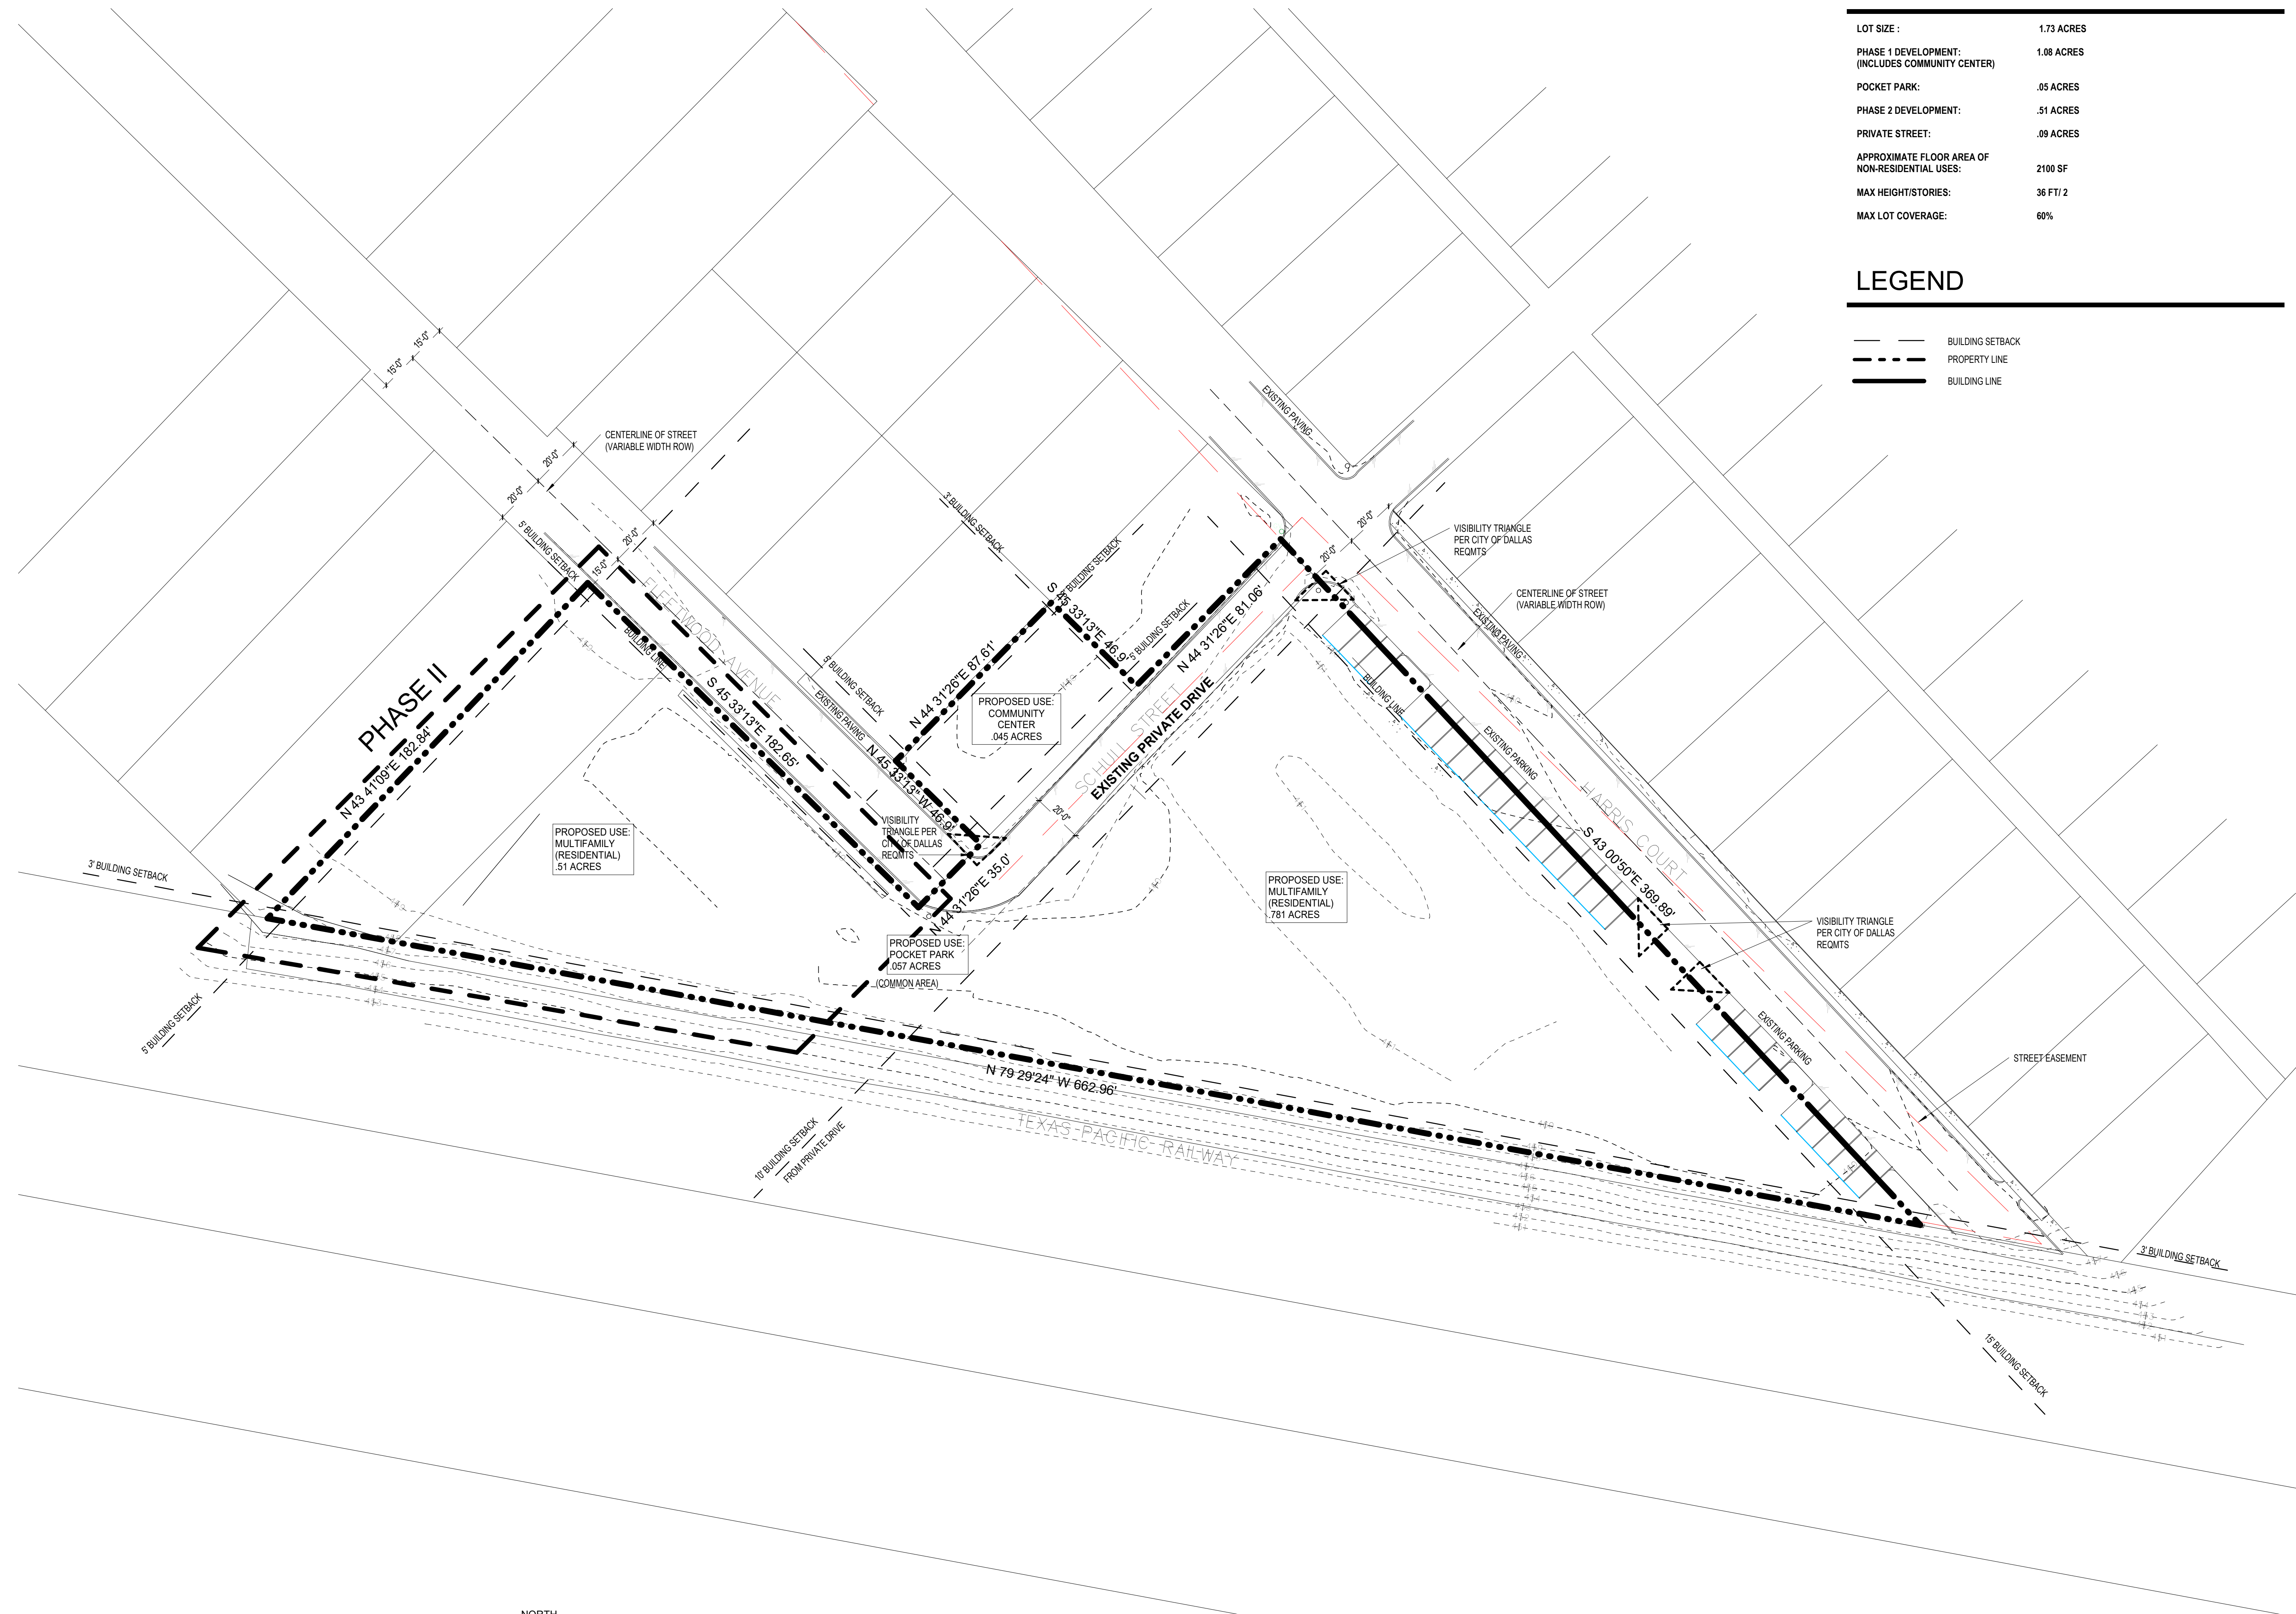 LOT SIZE : 1.73 ACRES
PHASE 1 DEVELOPMENT: 1.08 ACRES
(INCLUDES COMMUNITY CENTER)
POCKET PARK: .05 ACRES
PHASE 2 DEVELOPMENT: .51 ACRES
PRIVATE STREET: .09 ACRES
APPROXIMATE FLOOR AREA OF
NON-RESIDENTIAL USES: 2100 SF
MAX HEIGHT/STORIES: 36 FT/ 2
MAX LOT COVERAGE: 60%
LEGEND
BUILDING SETBACK
PROPERTY LINE
BUILDING LINE
15'-0"
15'-0"
EXISTING PAVING
CENTERLINE OF STREET
(VARIABLE WIDTH ROW)
20'-0"
20'-0"
20'-0"
15'-0"
5' BUILDING SETBACK
3' BUILDING SETBACK
BUILDING SETBACK
S 45 33'13"E 46.9'
5' BUILDING SETBACK
N 44 31'26"E 81.06'
20'-0"
20'-0"
VISIBILITY TRIANGLE
PER CITY OF DALLAS
REQMTS
CENTERLINE OF STREET
(VARIABLE WIDTH ROW)
EXISTING PAVING
FLEETWOOD AVENUE
BUILDING LINE
PHASE II
N 43 41'09"E 182.84'
S 45 33'13"E 182.65'
5' BUILDING SETBACK
EXISTING PAVING
N 44 31'26"E 87.61'
N 45 33'13" W 46.9'
PROPOSED USE:
COMMUNITY
CENTER
.045 ACRES
SCHUILL STREET
EXISTING PRIVATE DRIVE
20'-0"
BUILDING LINE
EXISTING PARKING
HARRIS COURT
S 43 00'50"E 369.89'
VISIBILITY
TRIANGLE PER
CITY OF DALLAS
REQMTS
N 44 31'26"E 35.0'
PROPOSED USE:
MULTIFAMILY
(RESIDENTIAL)
.51 ACRES
3' BUILDING SETBACK
PROPOSED USE:
MULTIFAMILY
(RESIDENTIAL)
.781 ACRES
PROPOSED USE:
POCKET PARK
.057 ACRES
(COMMON AREA)
VISIBILITY TRIANGLE
PER CITY OF DALLAS
REQMTS
EXISTING PARKING
STREET EASEMENT
5' BUILDING SETBACK
N 79 29'24" W 662.96'
TEXAS PACIFIC RAILWAY
10' BUILDING SETBACK
FROM PRIVATE DRIVE
3' BUILDING SETBACK
15' BUILDING SETBACK
NORTH